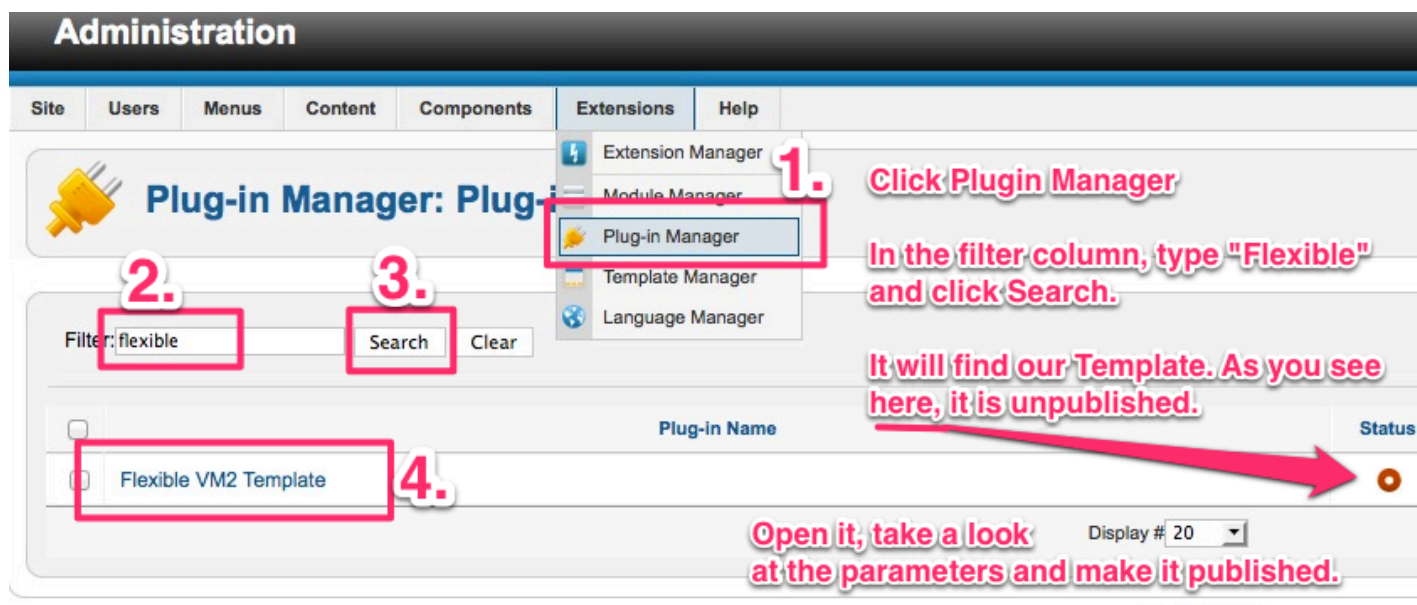 Administration
Site Users Menus Content Components Extensions Help
Extension Manager
1.
Click Plugin Manager
Plug-in Manager: Plug-i
Module Manager
Plug-in Manager
In the filter column, type "Flexible"
and click Search.
2.
3.
Template Manager
Language Manager
Filter: flexible Search Clear
It will find our Template. As you see
here, it is unpublished.
Plug-in Name Status
Flexible VM2 Template
4.
Display # 20
Open it, take a look
at the parameters and make it published.